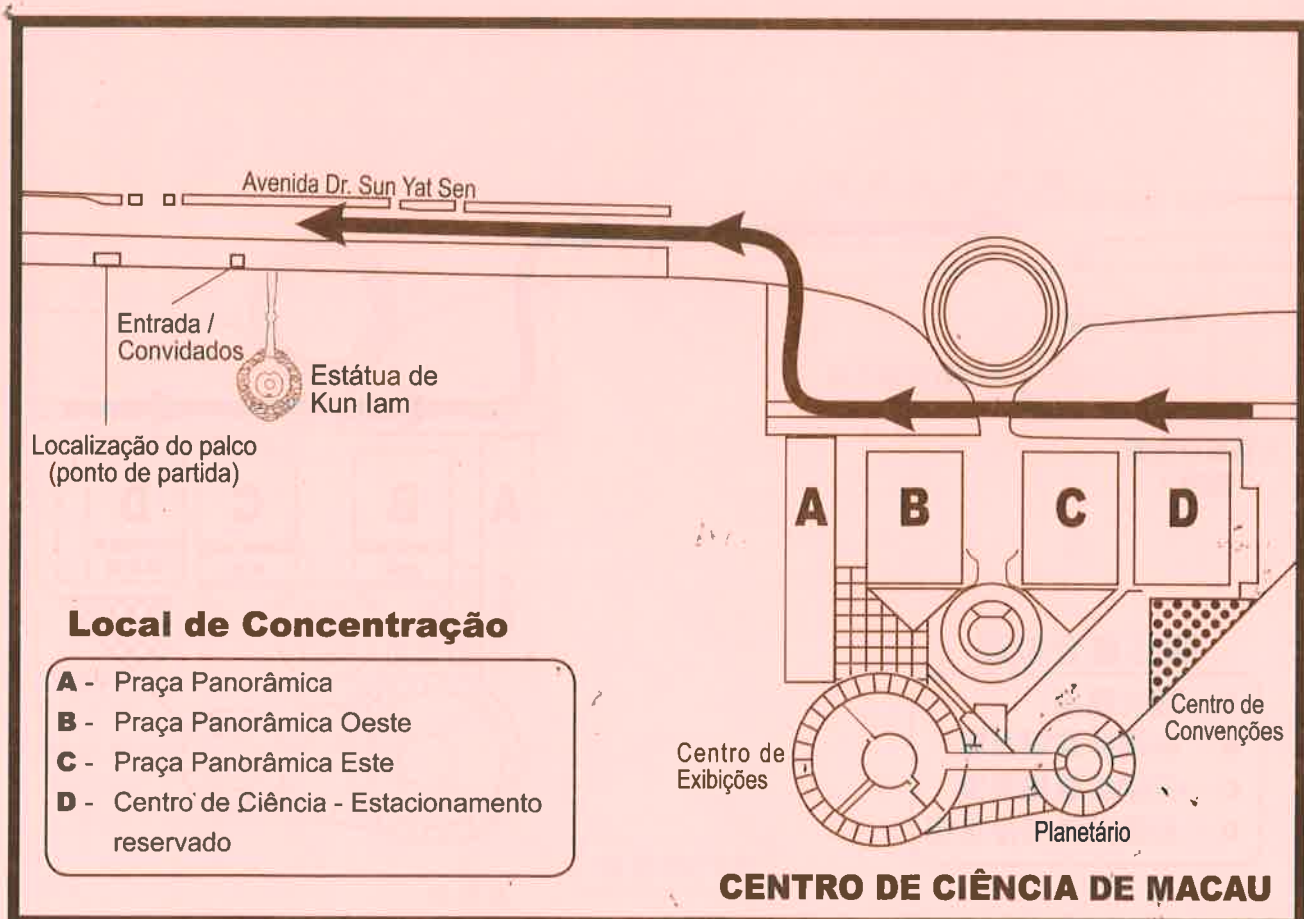 Avenida Dr. Sun Yat Sen
Entrada /
Convidados
Estátua de
Kun Iam
Localização do palco
(ponto de partida)
A
B
C
D
Local de Concentração
A - Praça Panorâmica
B - Praça Panorâmica Oeste
C - Praça Panorâmica Este
D - Centro de Ciência - Estacionamento
reservado
Centro de
Exibições
Centro de
Convenções
Planetário
CENTRO DE CIÊNCIA DE MACAU